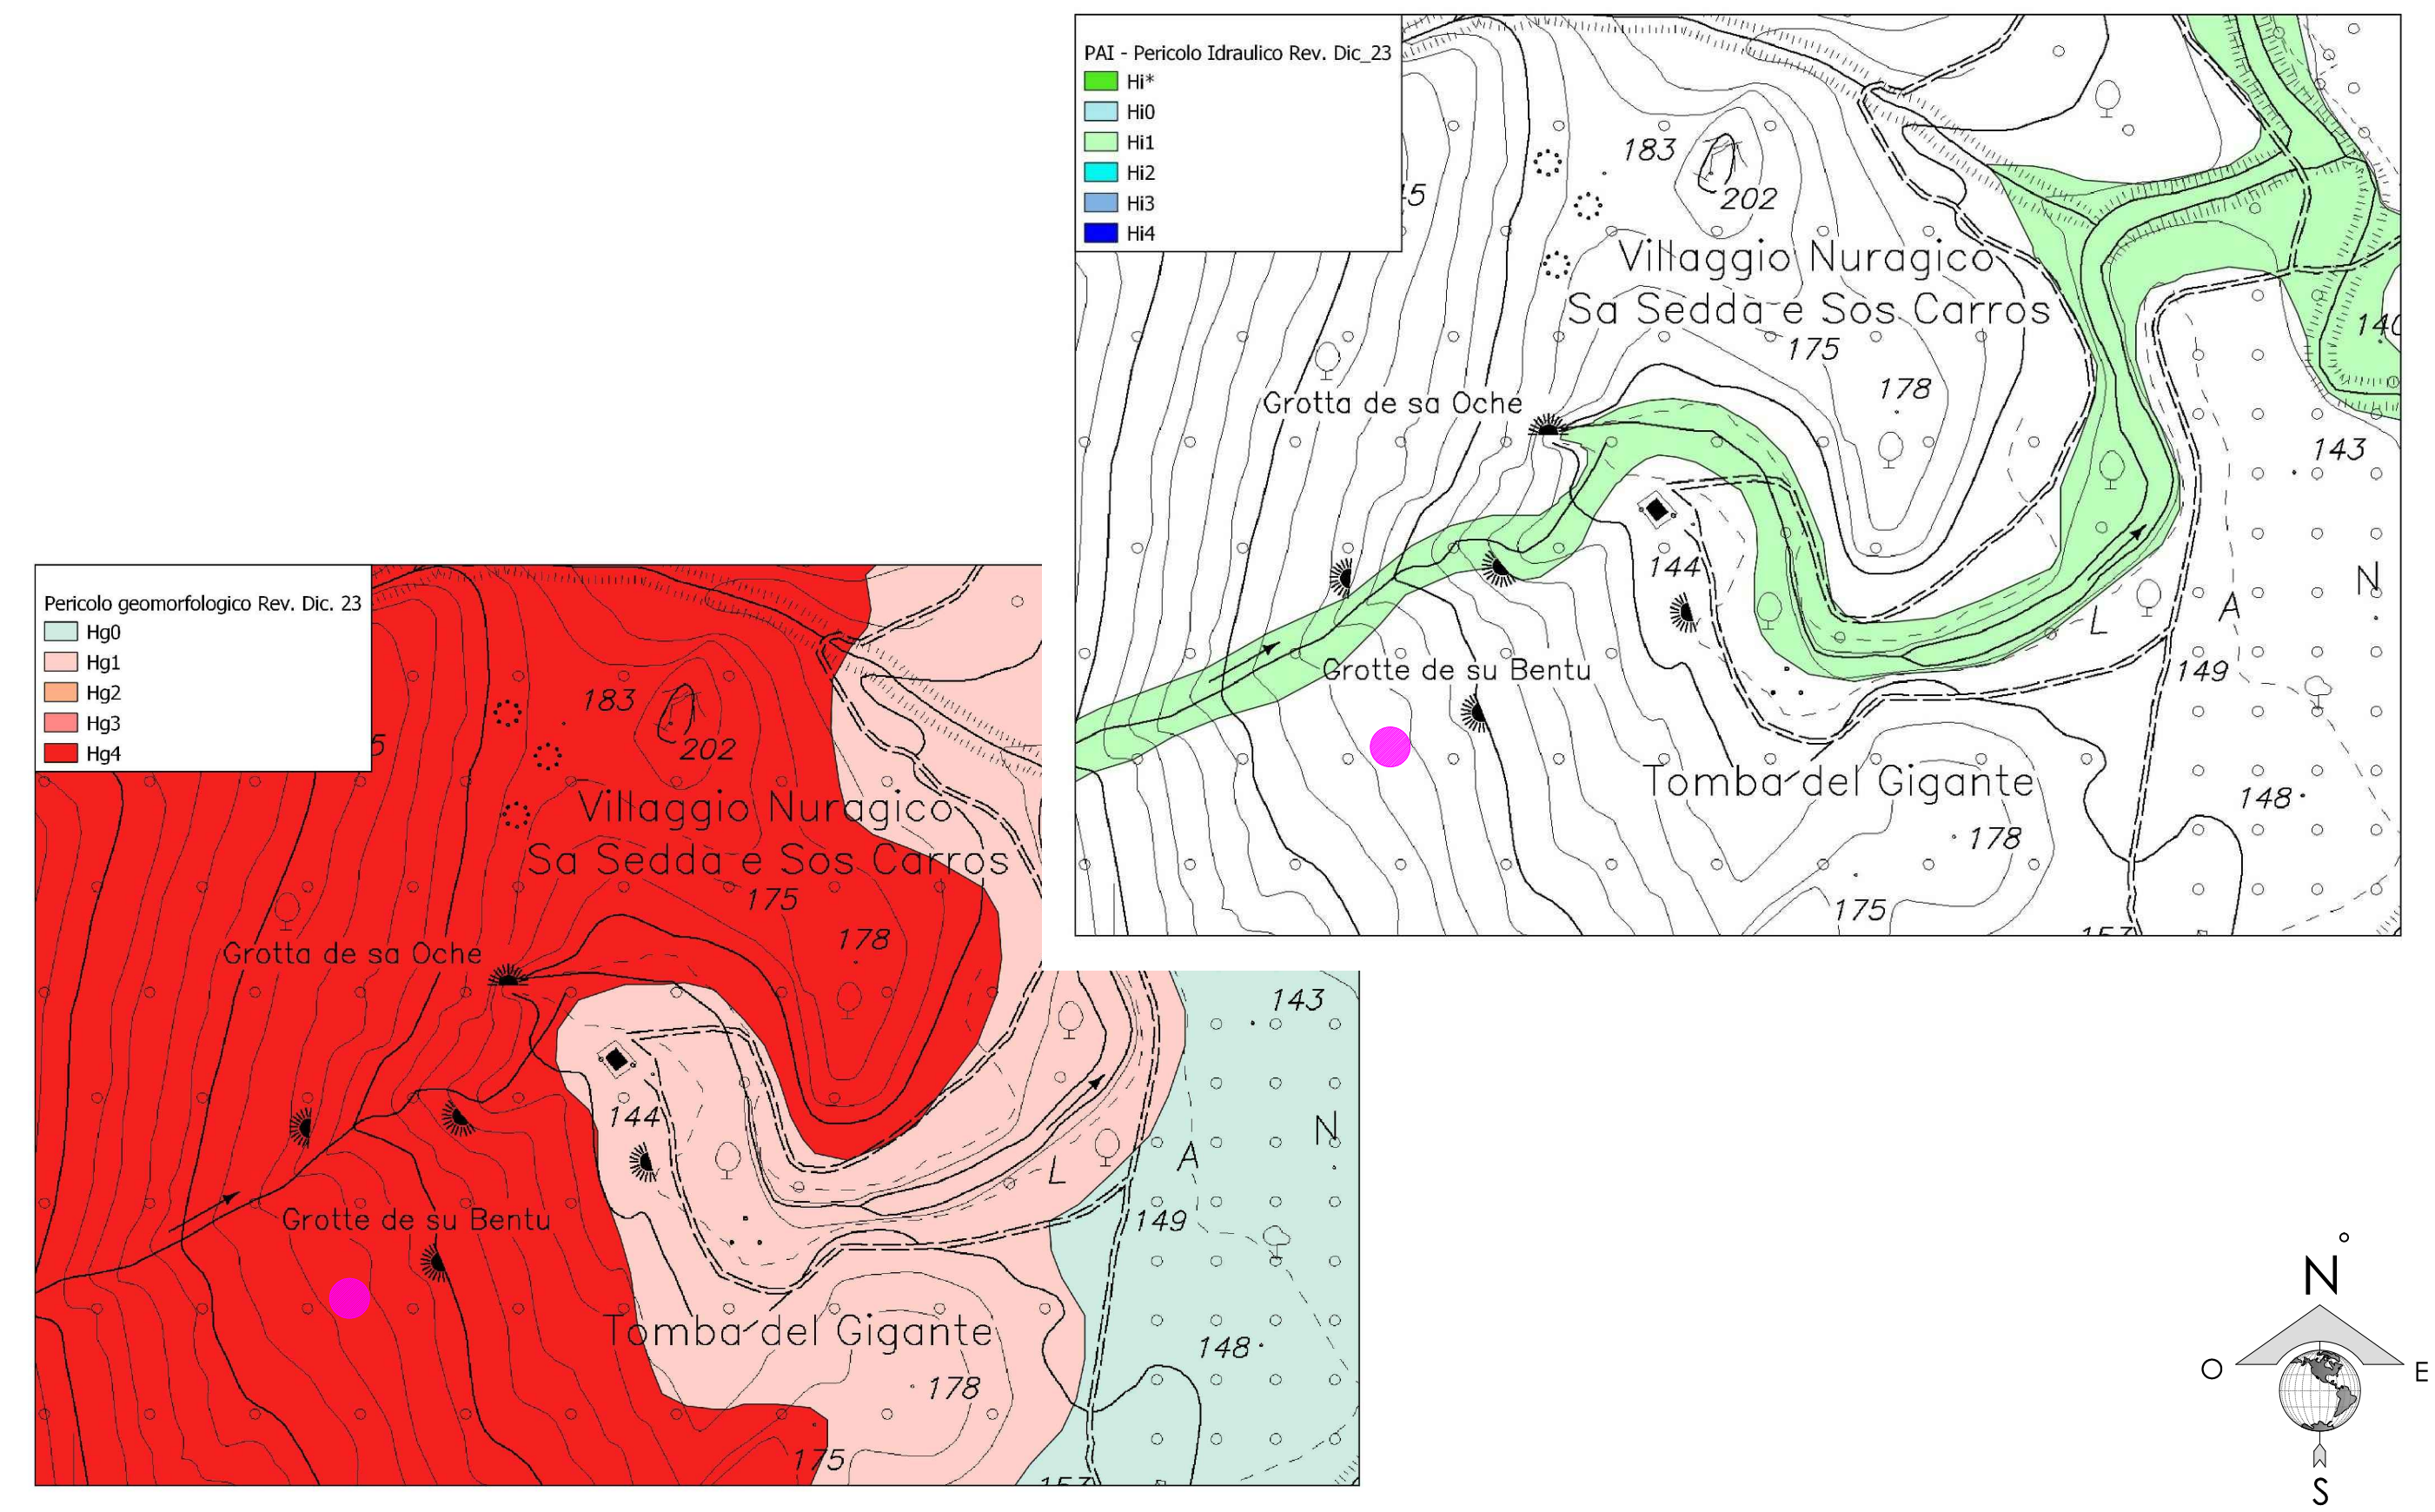 PAI - Pericolo Idraulico Rev. Dic_23
Hi*
Hi0
Hi1
Hi2
Hi3
Hi4
183
202
Villaggio Nuragico
Sa Sedda e Sos Carros
175
178
140
Grotta de sa Oche
143
144
N
A
L
149
Grotte de su Bentu
Tomba del Gigante
148
178
175
Pericolo geomorfologico Rev. Dic. 23
Hg0
Hg1
Hg2
Hg3
Hg4
5
183
202
Villaggio Nuragico
Sa Sedda e Sos Carros
175
178
Grotta de sa Oche
143
144
N
A
L
149
Grotte de su Bentu
Tomba del Gigante
148
178
175
N
O
E
S